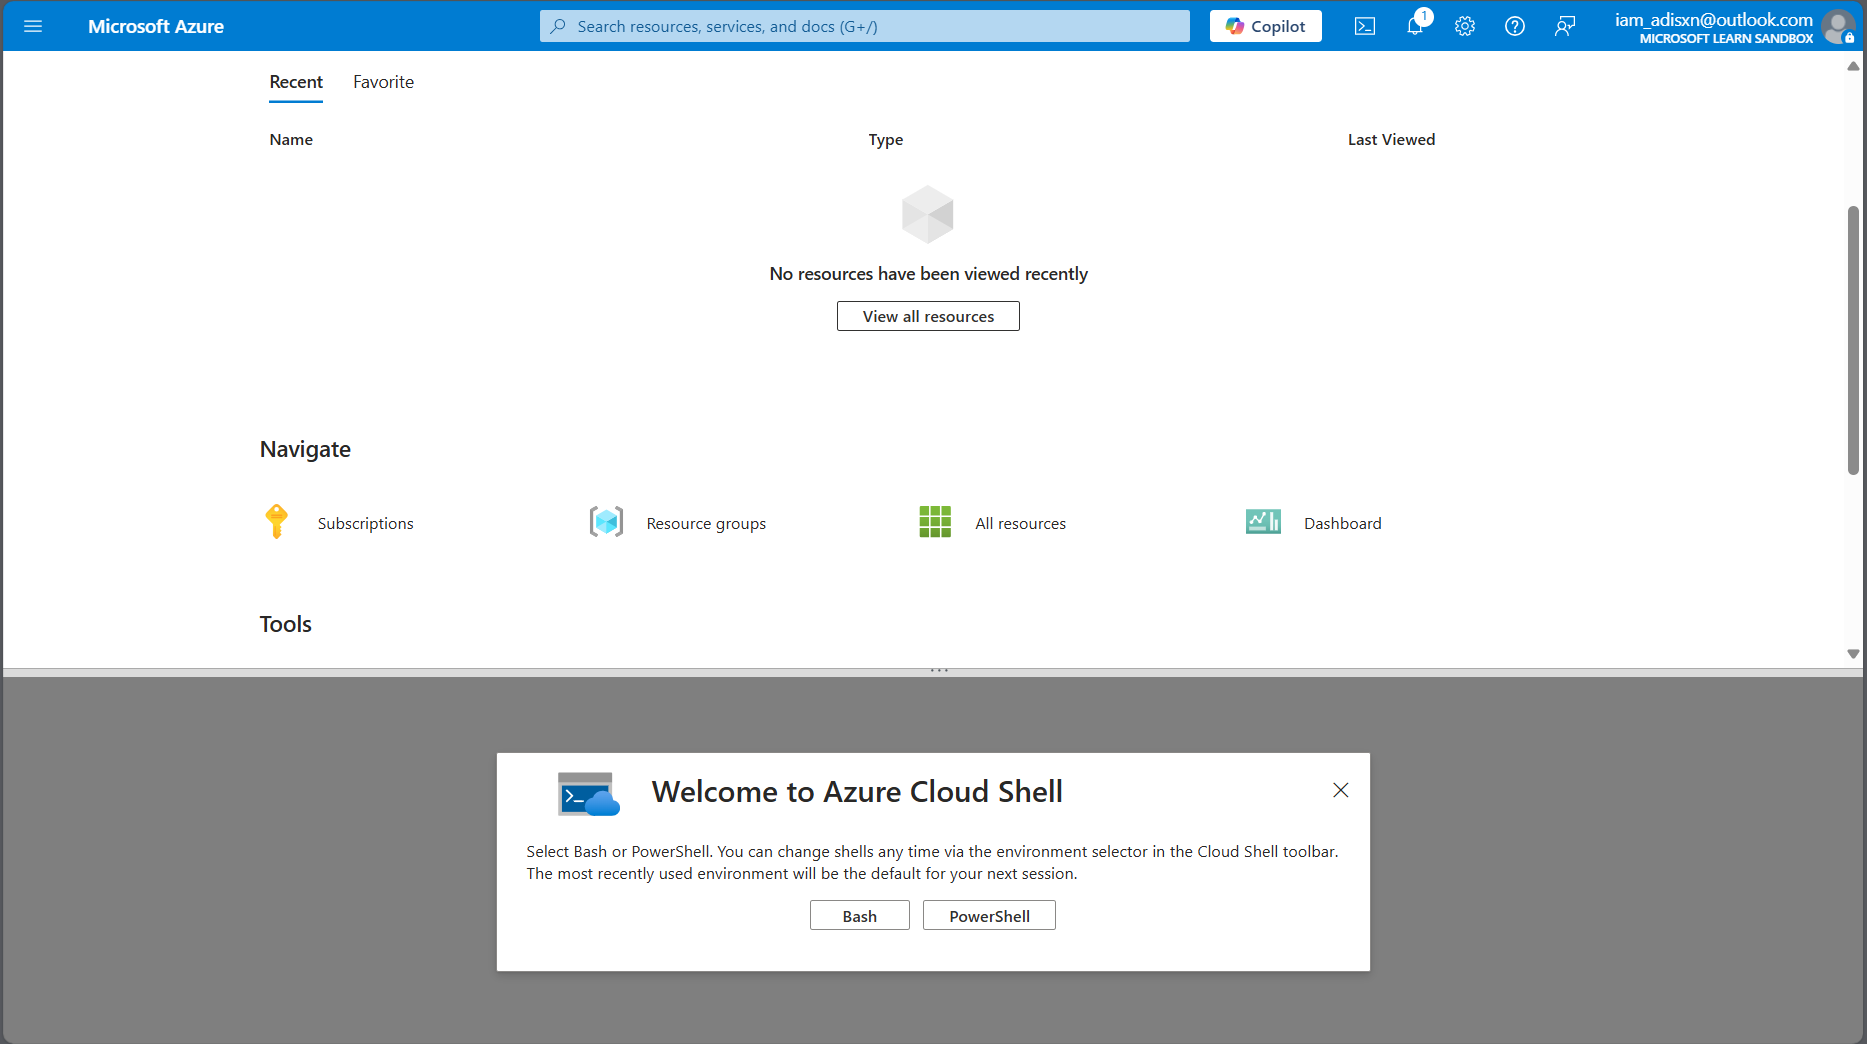 Microsoft Azure
Search resources, services, and docs (G+/)
Copilot
1
iam_adisxn@outlook.com
MICROSOFT LEARN SANDBOX
Recent
Favorite
Name
Type
Last Viewed
No resources have been viewed recently
View all resources
Navigate
Subscriptions
Resource groups
All resources
Dashboard
Tools
Welcome to Azure Cloud Shell
Select Bash or PowerShell. You can change shells any time via the environment selector in the Cloud Shell toolbar.
The most recently used environment will be the default for your next session.
Bash
PowerShell